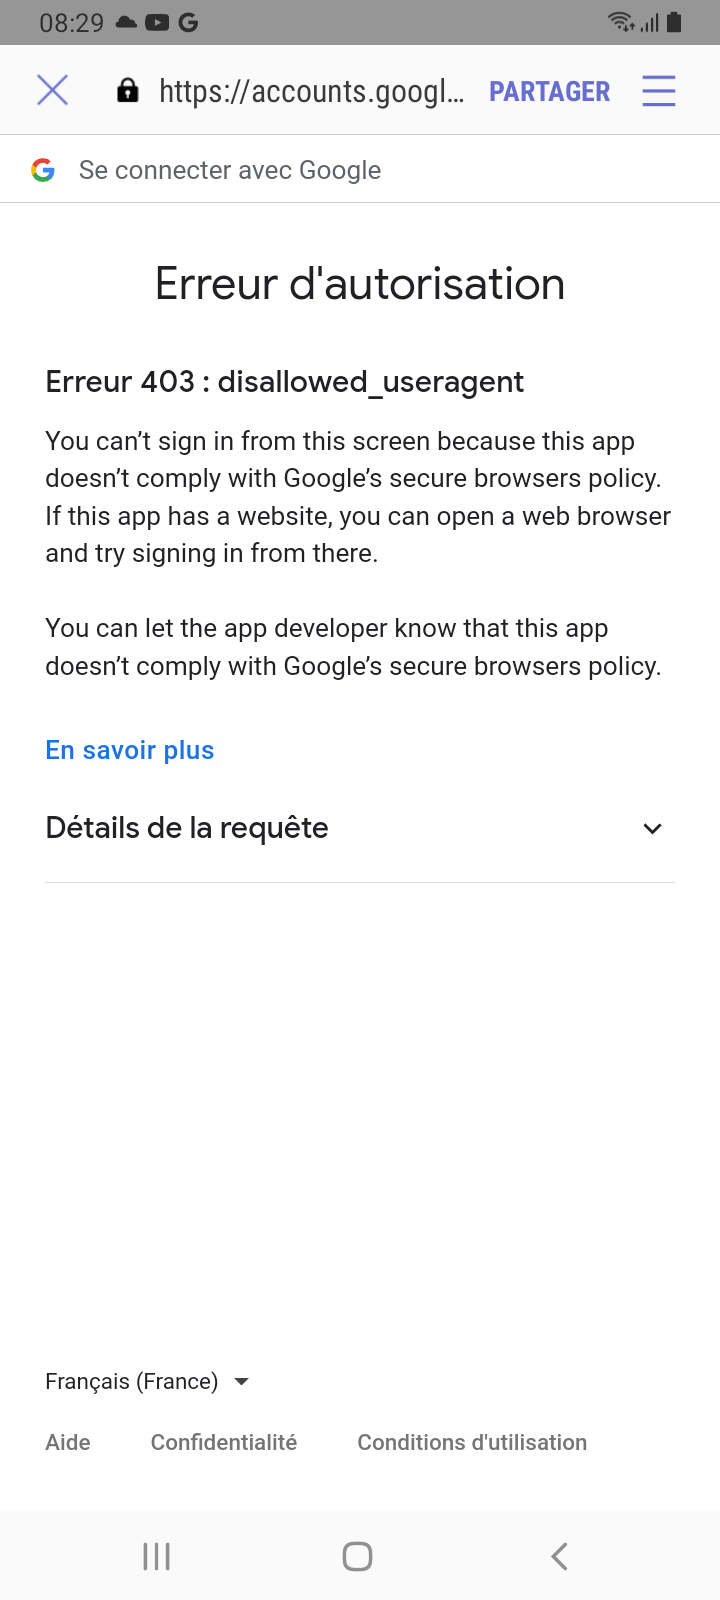 08:29
https://accounts.googl... PARTAGER
Se connecter avec Google
Erreur d'autorisation
Erreur 403 : disallowed_useragent
You can’t sign in from this screen because this app
doesn’t comply with Google’s secure browsers policy.
If this app has a website, you can open a web browser
and try signing in from there.
You can let the app developer know that this app
doesn’t comply with Google’s secure browsers policy.
En savoir plus
Détails de la requête
Français (France)
Aide Confidentialité Conditions d'utilisation